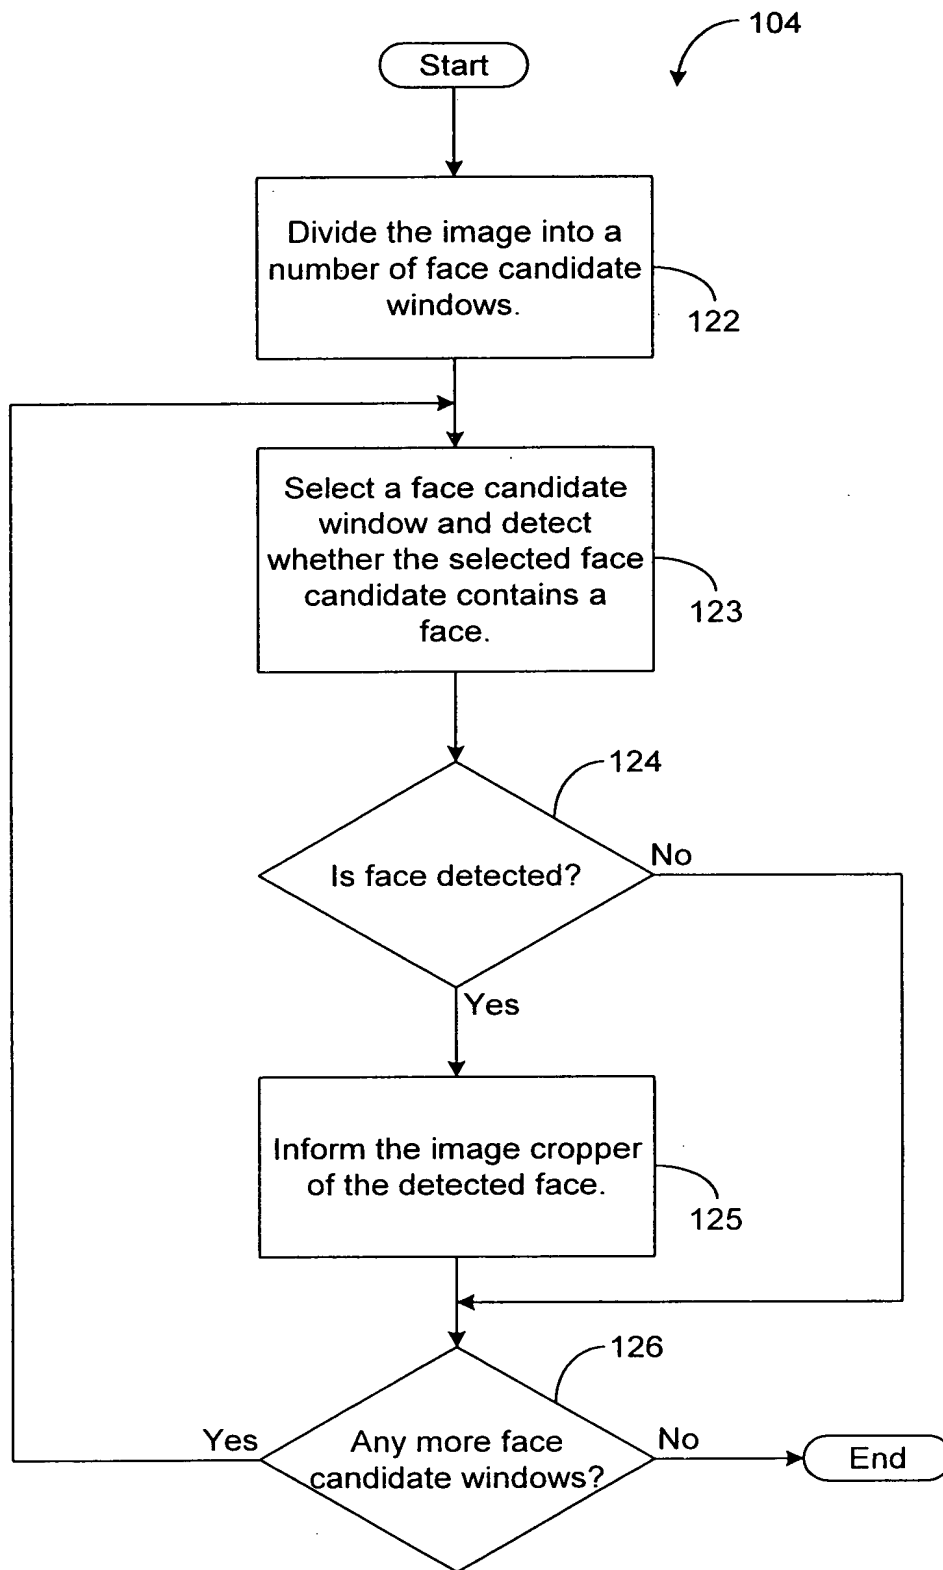 104
Start
Divide the image into a
number of face candidate
windows.
122
Select a face candidate
window and detect
whether the selected face
candidate contains a
face.
123
124
Is face detected?
No
Yes
Inform the image cropper
of the detected face.
125
126
Yes
Any more face
candidate windows?
No
End